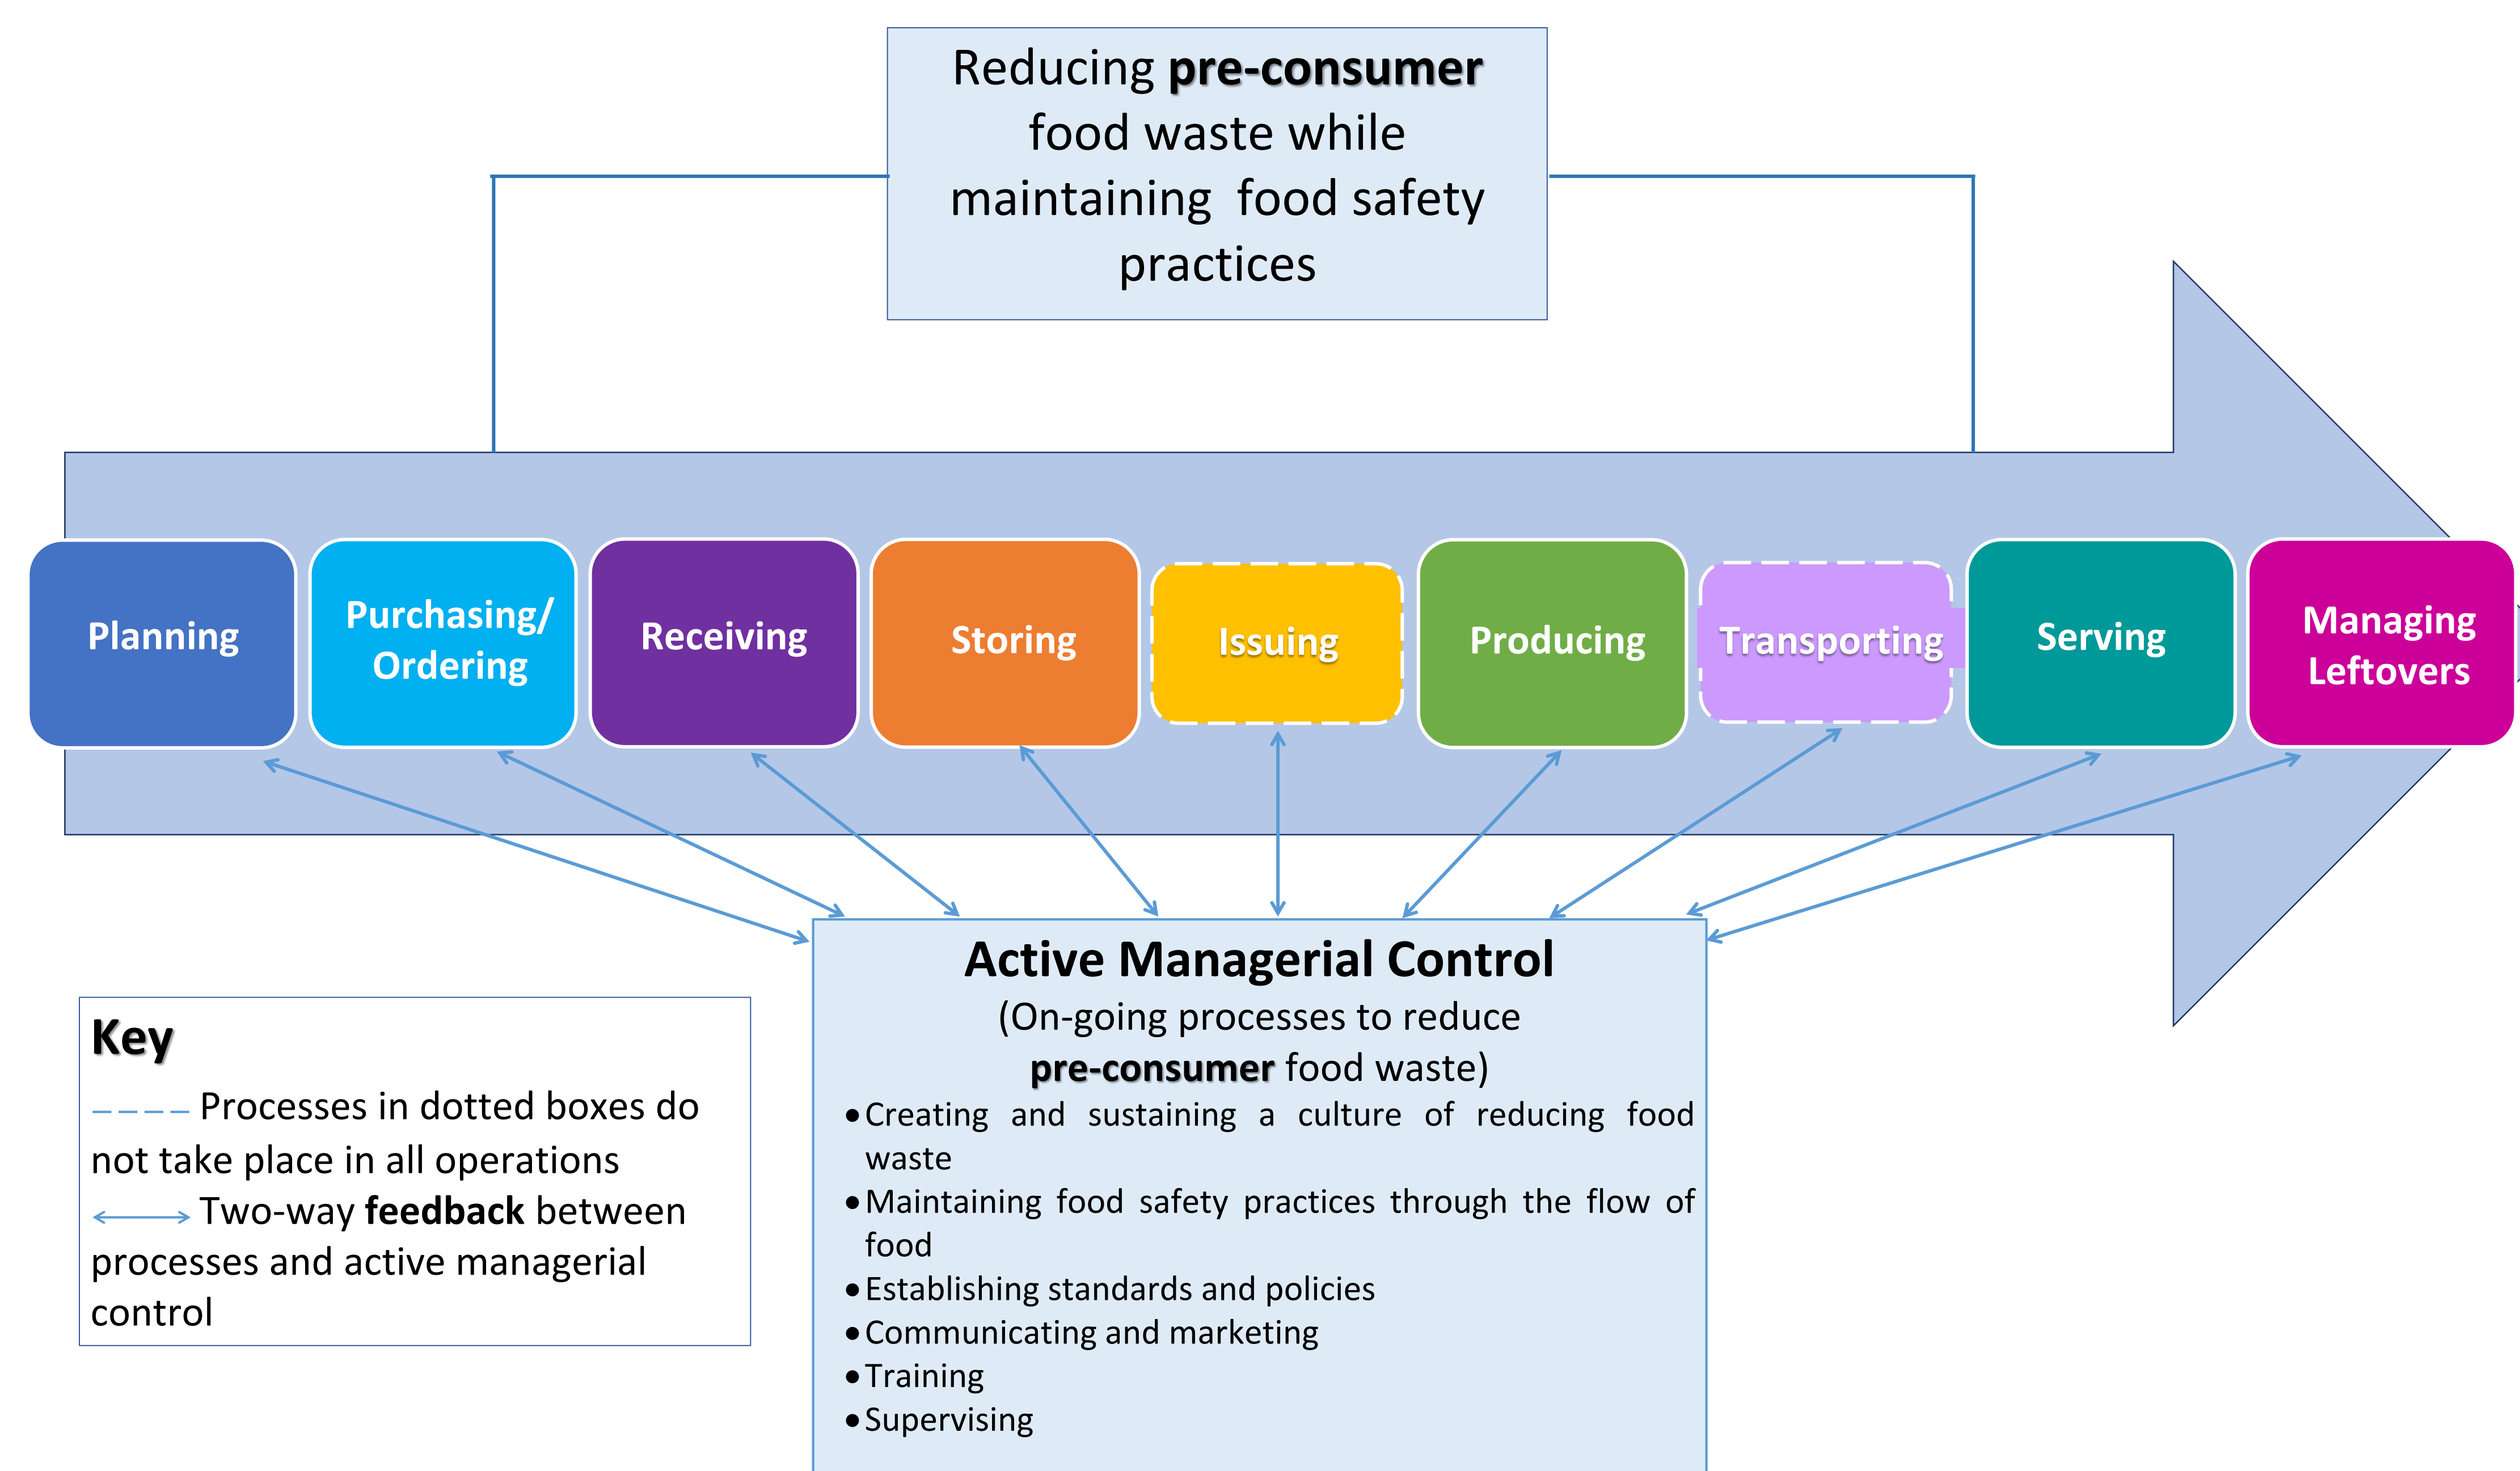 Reducing pre-consumer
food waste while
maintaining food safety
practices
Planning
Purchasing/
Ordering
Receiving
Storing
Issuing
Producing
Transporting
Serving
Managing
Leftovers
Active Managerial Control
(On-going processes to reduce
pre-consumer food waste)
•Creating and sustaining a culture of reducing food
waste
•Maintaining food safety practices through the flow of
food
•Establishing standards and policies
•Communicating and marketing
•Training
•Supervising
Key
Processes in dotted boxes do
not take place in all operations
Two-way feedback between
processes and active managerial
control